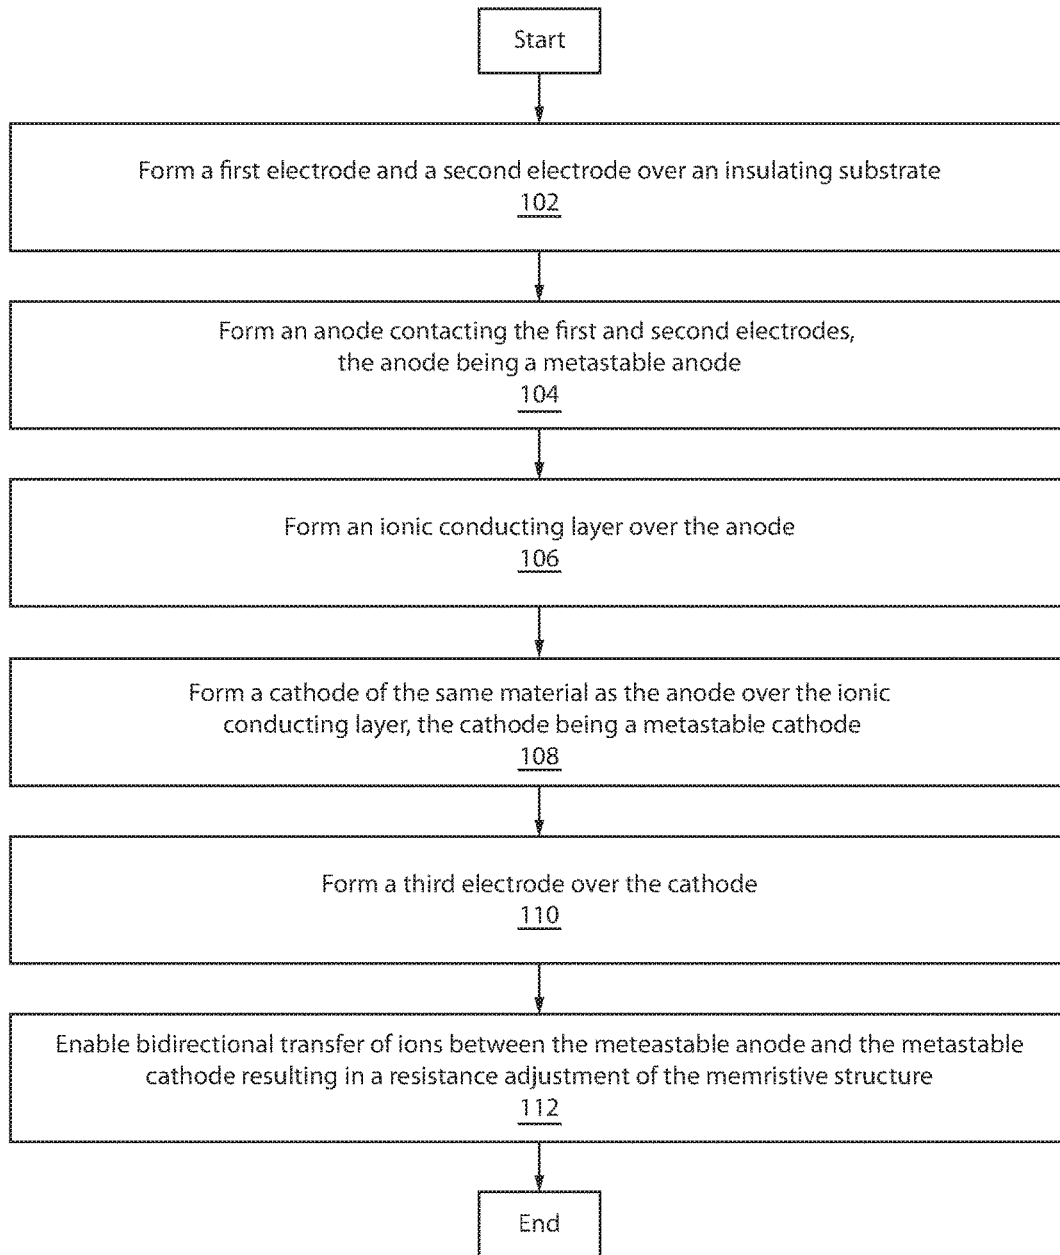 Start
Form a first electrode and a second electrode over an insulating substrate
102
Form an anode contacting the first and second electrodes,
the anode being a metastable anode
104
Form an ionic conducting layer over the anode
106
Form a cathode of the same material as the anode over the ionic
conducting layer, the cathode being a metastable cathode
108
Form a third electrode over the cathode
110
Enable bidirectional transfer of ions between the meteastable anode and the metastable
cathode resulting in a resistance adjustment of the memristive structure
112
End